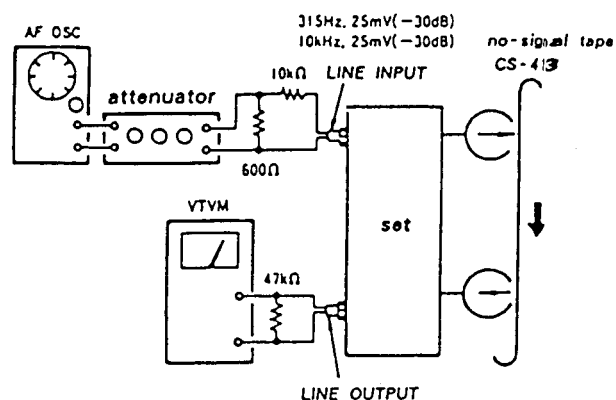 315Hz, 25mV(−30dB)
10kHz, 25mV(−30dB)
no-signal tape
AF OSC
LINE INPUT
10kΩ
attenuator
600Ω
set
VTVM
47kΩ
LINE OUTPUT